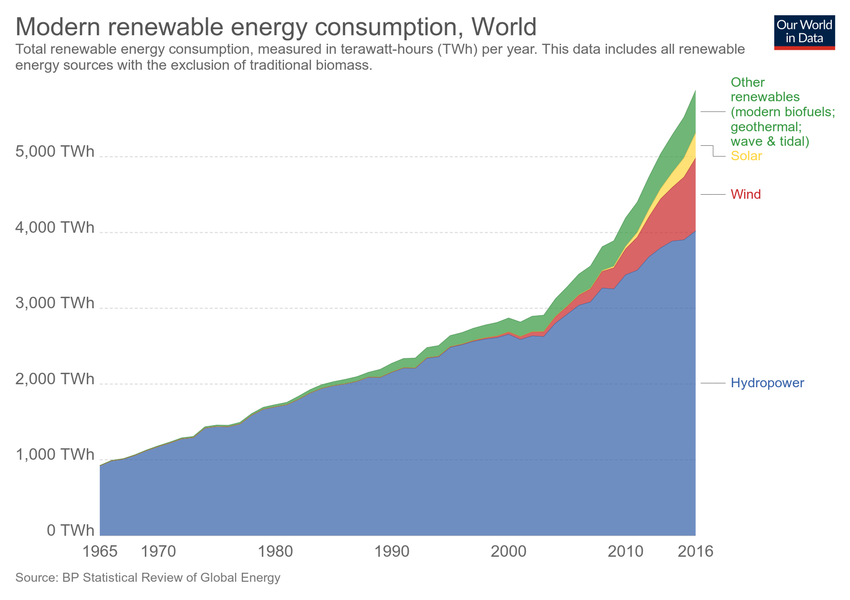 Modern renewable energy consumption, World
Total renewable energy consumption, measured in terawatt-hours (TWh) per year. This data includes all renewable
energy sources with the exclusion of traditional biomass.
Our World
in Data
Other
renewables
(modern biofuels;
geothermal;
wave & tidal)
Solar
Wind
Hydropower
5,000 TWh
4,000 TWh
3,000 TWh
2,000 TWh
1,000 TWh
0 TWh
1965 1970 1980 1990 2000 2010 2016
Source: BP Statistical Review of Global Energy